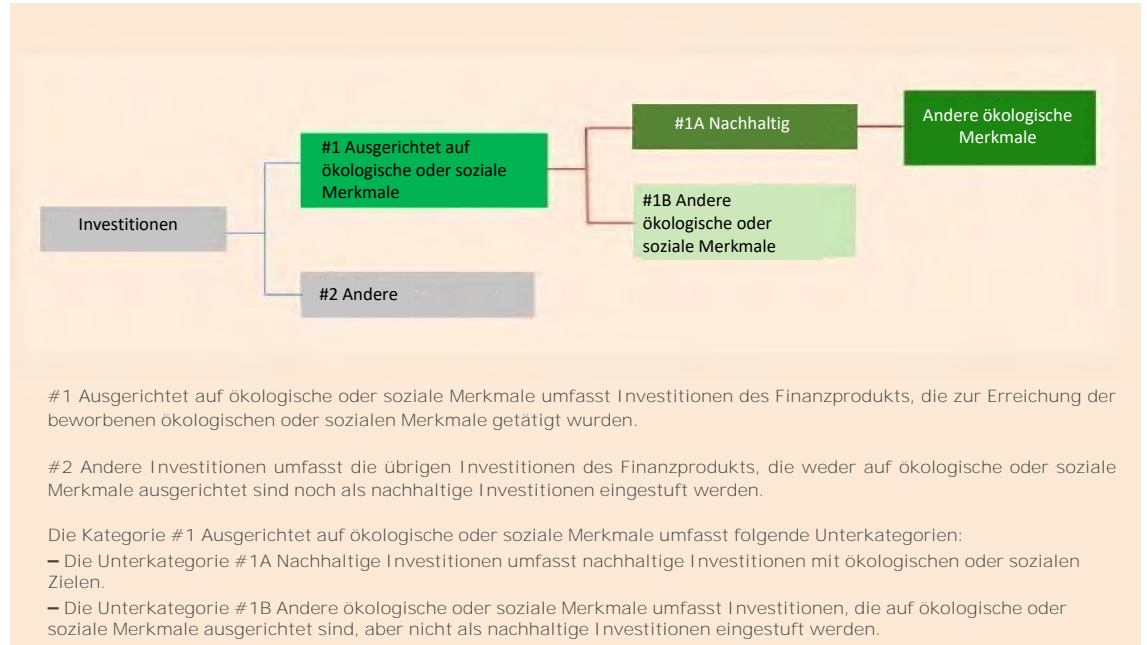 #1A Nachhaltig
Andere ökologische
Merkmale
#1 Ausgerichtet auf
ökologische oder soziale
Merkmale
#1B Andere
ökologische oder
soziale Merkmale
Investitionen
#2 Andere
#1 Ausgerichtet auf ökologische oder soziale Merkmale umfasst Investitionen des Finanzprodukts, die zur Erreichung der
beworbenen ökologischen oder sozialen Merkmale getätigt wurden.
#2 Andere Investitionen umfasst die übrigen Investitionen des Finanzprodukts, die weder auf ökologische oder soziale
Merkmale ausgerichtet sind noch als nachhaltige Investitionen eingestuft werden.
Die Kategorie #1 Ausgerichtet auf ökologische oder soziale Merkmale umfasst folgende Unterkategorien:
– Die Unterkategorie #1A Nachhaltige Investitionen umfasst nachhaltige Investitionen mit ökologischen oder sozialen
Zielen.
– Die Unterkategorie #1B Andere ökologische oder soziale Merkmale umfasst Investitionen, die auf ökologische oder
soziale Merkmale ausgerichtet sind, aber nicht als nachhaltige Investitionen eingestuft werden.